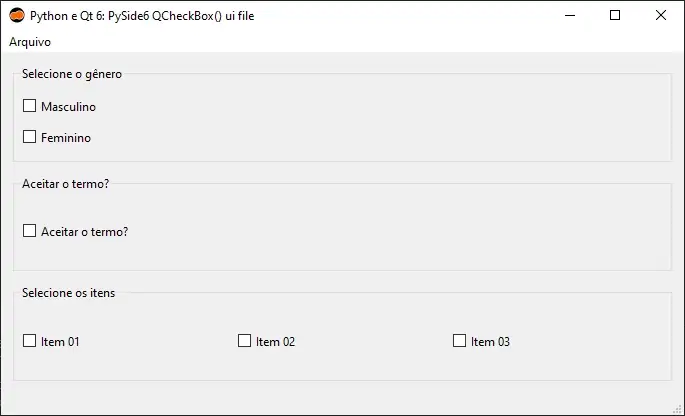 Python e Qt 6: PySide6 QCheckBox() ui file
Arquivo
Selecione o gênero
Masculino
Feminino
Aceitar o termo?
Aceitar o termo?
Selecione os itens
Item 01 Item 02 Item 03